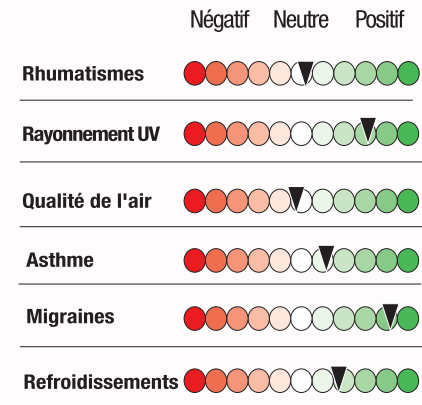 Négatif Neutre Positif
Rhumatismes
Rayonnement UV
Qualité de l'air
Asthme
Migraines
Refroidissements